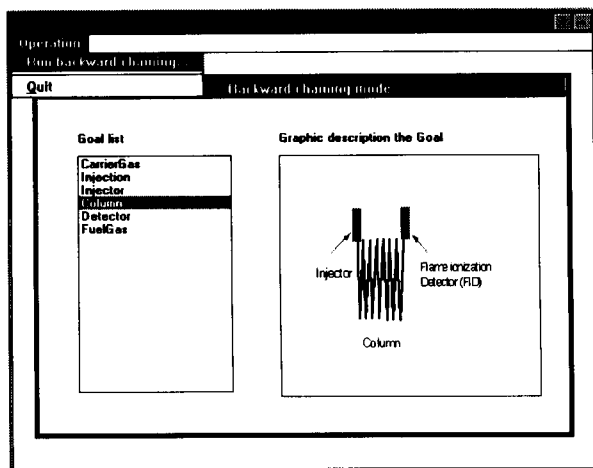 Operation
Run backward chaining...
Quit
Backward chaining mode
Goal list
Graphic description the Goal
CarrierGas
Injection
Injector
Column
Detector
FuelGas
Injector
Flame ionization
Detector (FID)
Column